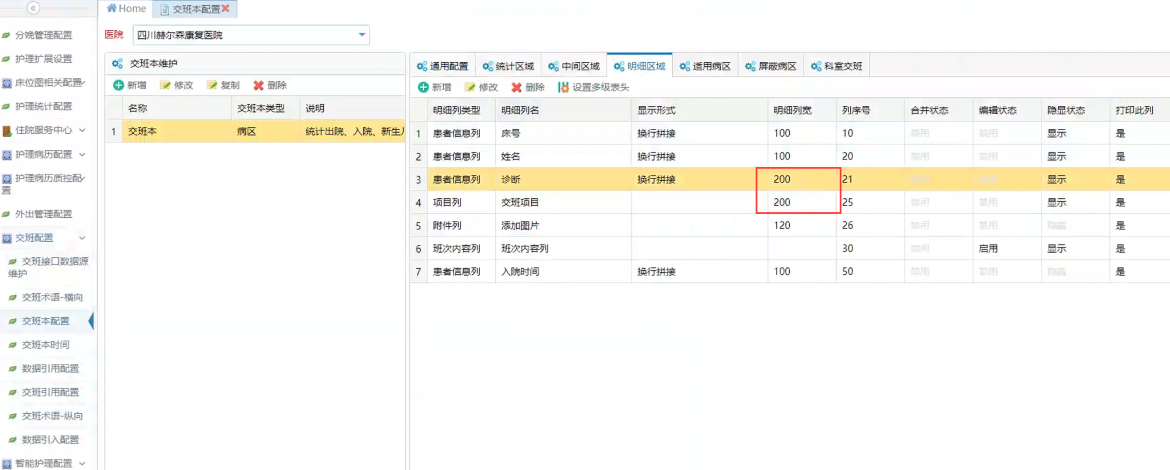 Home 交班本配置
医院 四川赫尔森康复医院
分娩管理配置
护理扩展设置
床位图相关配置
护理统计配置
住院服务中心
护理病历配置
护理病历质控配置
外出管理配置
交班配置
交班接口数据源维护
交班术语-横向
交班本配置
交班本时间
数据引用配置
交班引用配置
交班术语-纵向
数据引入配置
智能护理配置
交班本维护
新增 修改 复制 删除
名称 交班本类型 说明
1 交班本 病区 统计出院、入院、新生儿
通用配置 统计区域 中间区域 明细区域 适用病区 屏蔽病区 科室交班
新增 修改 删除 设置多级表头
明细列类型 明细列名 显示形式 明细列宽 列序号 合并状态 编辑状态 隐显状态 打印此列
1 患者信息列 床号 换行拼接 100 10 禁用 禁用 显示 是
2 患者信息列 姓名 换行拼接 100 20 禁用 禁用 显示 是
3 患者信息列 诊断 换行拼接 200 21 显示 是
4 项目列 交班项目 200 25 禁用 禁用 显示 是
5 附件列 添加图片 120 26 禁用 禁用 隐藏 是
6 班次内容列 班次内容列 30 禁用 启用 显示 是
7 患者信息列 入院时间 换行拼接 100 50 禁用 禁用 隐藏 是